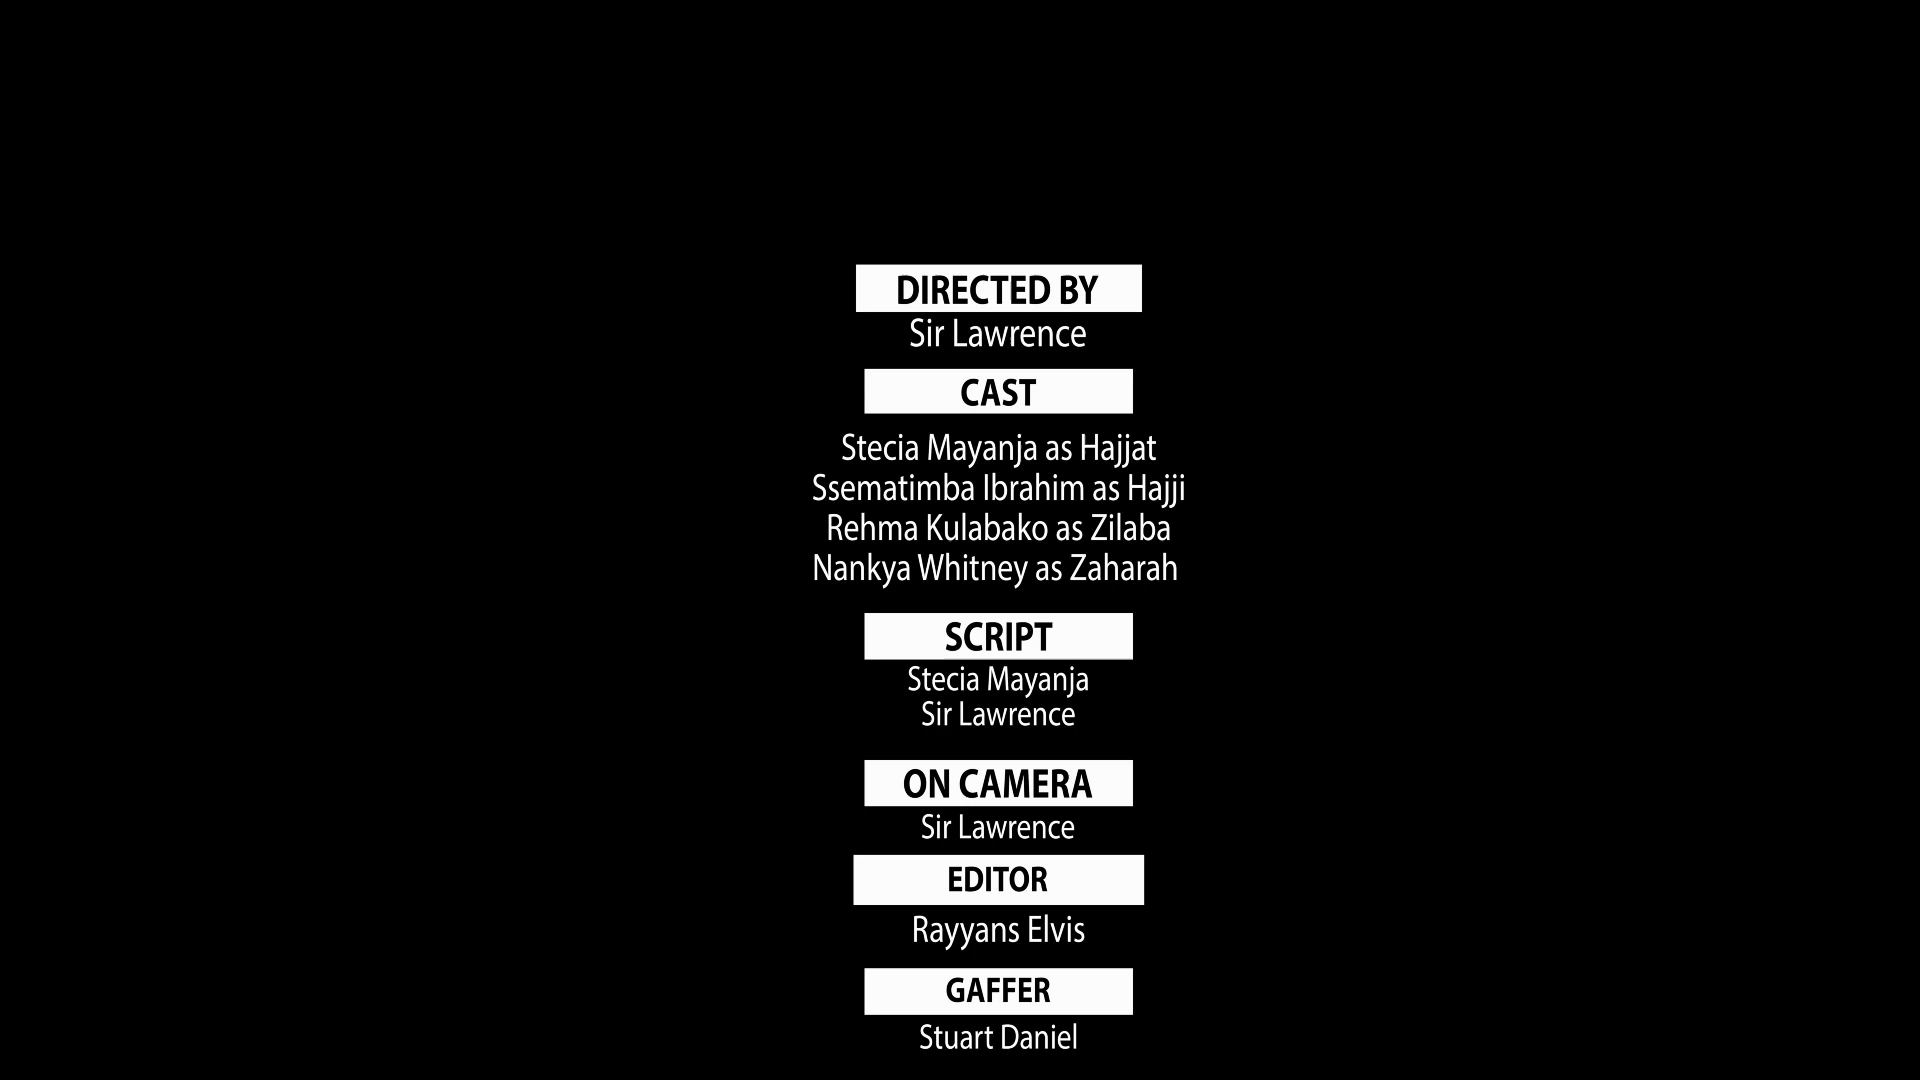 DIRECTED BY
Sir Lawrence
CAST
Stecia Mayanja as Hajjat
Ssematimba Ibrahim as Hajji
Rehma Kulabako as Zilaba
Nankya Whitney as Zaharah
SCRIPT
Stecia Mayanja
Sir Lawrence
ON CAMERA
Sir Lawrence
EDITOR
Rayyans Elvis
GAFFER
Stuart Daniel